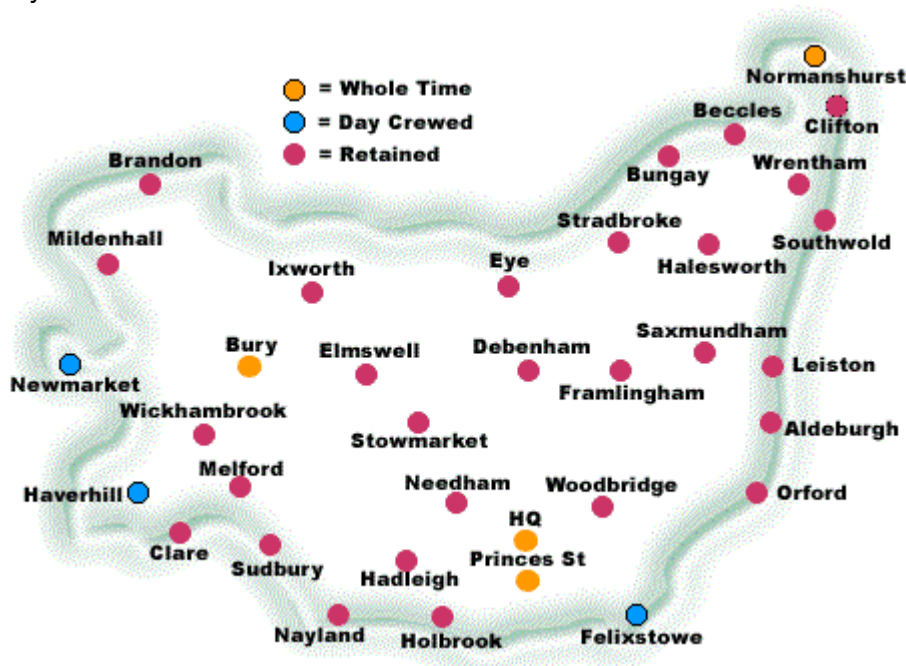 Normanshurst
= Whole Time
Beccles
= Day Crewed
Clifton
Brandon
= Retained
Bungay
Wrentham
Stradbroke
Mildenhall
Southwold
Ixworth
Eye
Halesworth
Saxmundham
Bury
Elmswell
Debenham
Leiston
Newmarket
Framlingham
Wickhambrook
Aldeburgh
Stowmarket
Melford
Needham
Woodbridge
Haverhill
Orford
HQ
Clare
Princes St
Sudbury
Hadleigh
Nayland
Holbrook
Felixstowe